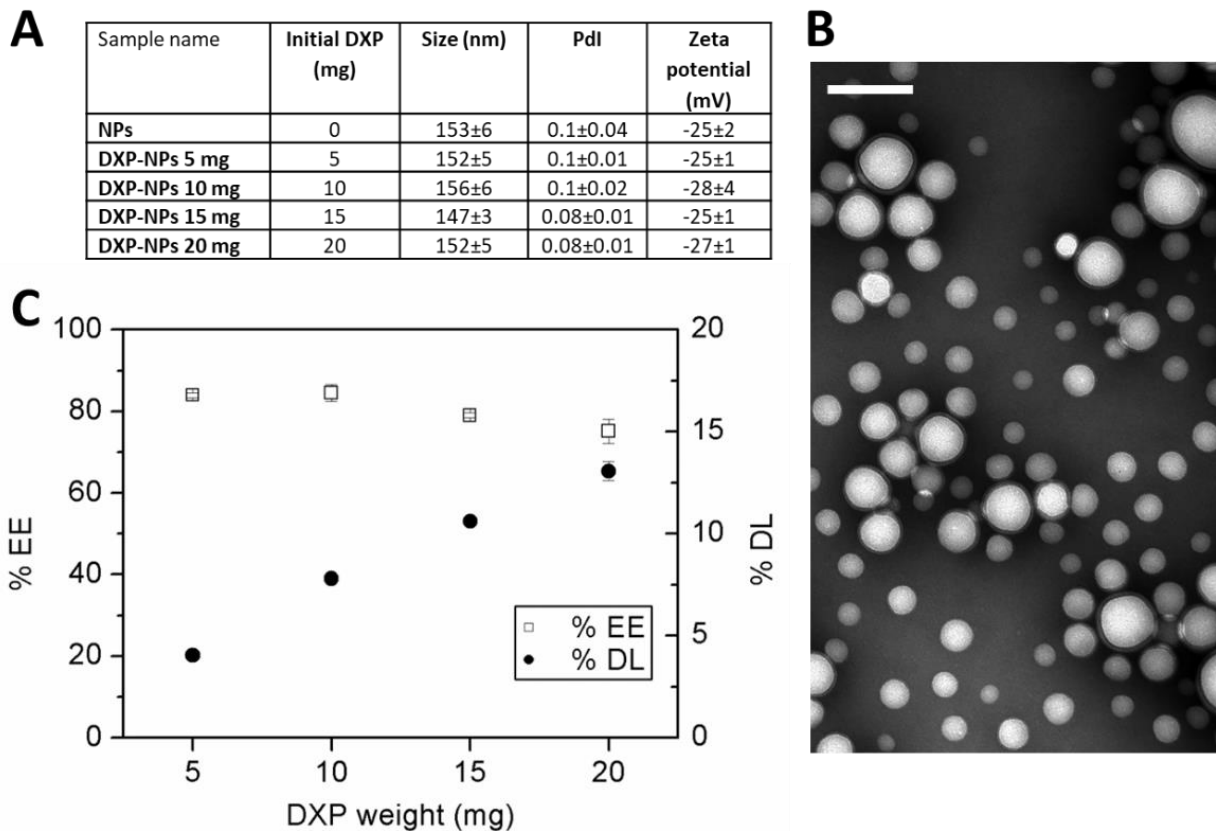 A
Sample name Initial DXP (mg) Size (nm) PdI Zeta potential (mV)
NPs 0 153±6 0.1±0.04 -25±2
DXP-NPs 5 mg 5 152±5 0.1±0.01 -25±1
DXP-NPs 10 mg 10 156±6 0.1±0.02 -28±4
DXP-NPs 15 mg 15 147±3 0.08±0.01 -25±1
DXP-NPs 20 mg 20 152±5 0.08±0.01 -27±1
B
C
100
80
60
40
20
0
% EE
20
15
10
5
0
% DL
% EE
% DL
5 10 15 20
DXP weight (mg)